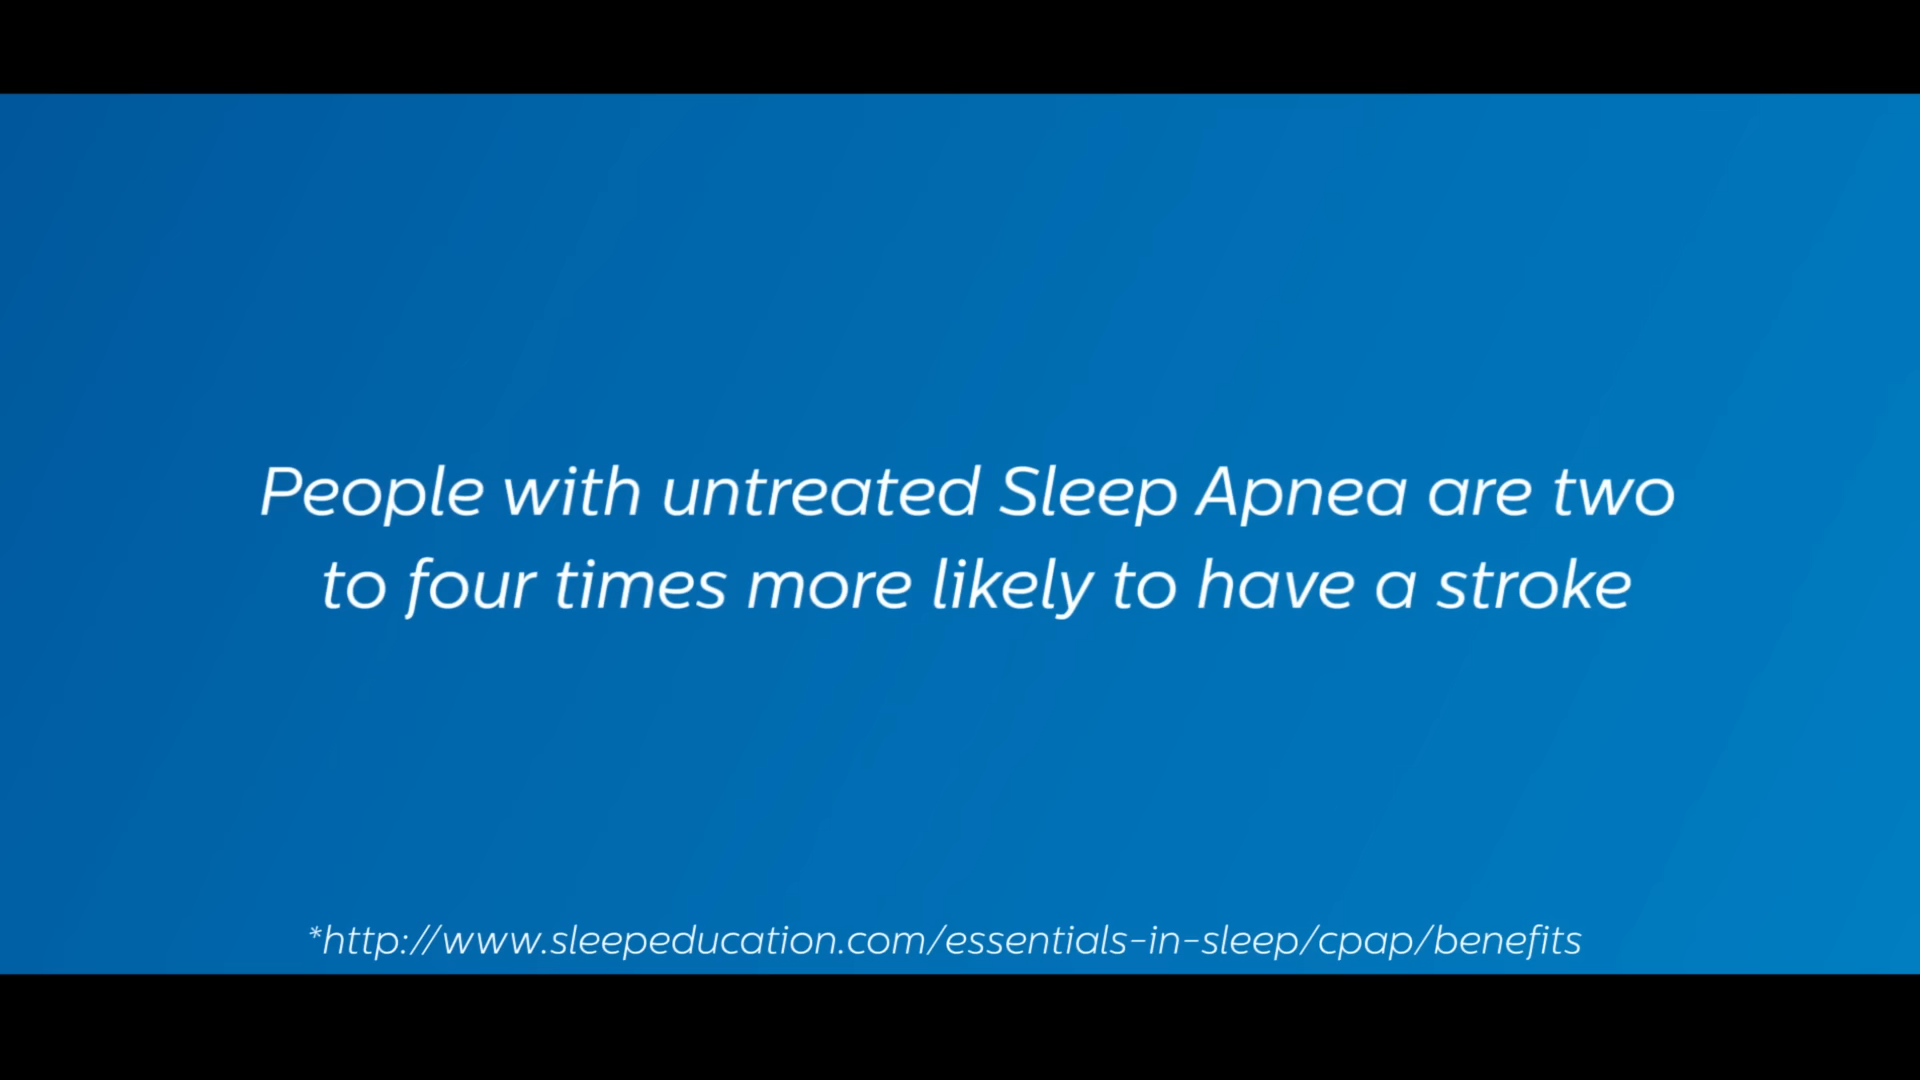 People with untreated Sleep Apnea are two
to four times more likely to have a stroke
*http://www.sleepeducation.com/essentials-in-sleep/cpap/benefits